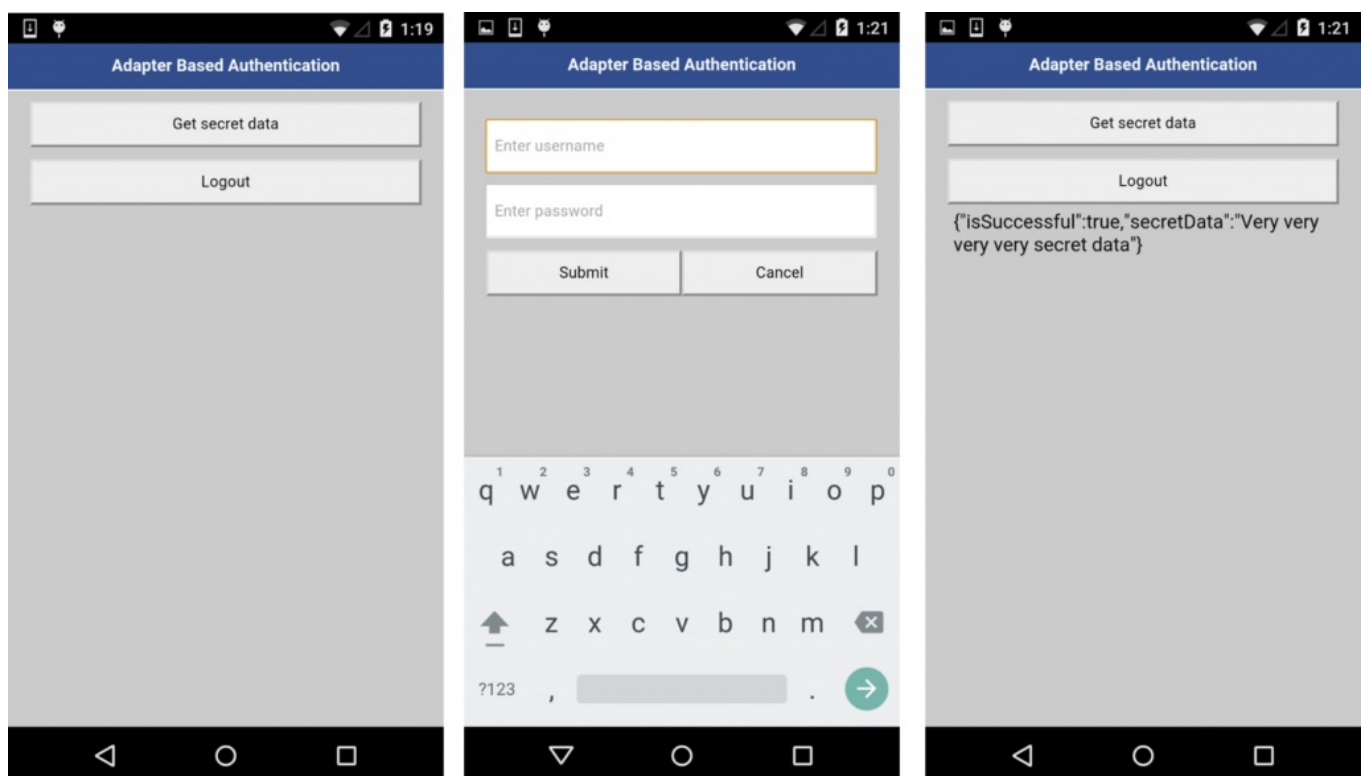 1:19
Adapter Based Authentication
Get secret data
Logout
1:21
Adapter Based Authentication
Enter username
Enter password
Submit Cancel
1 2 3 4 5 6 7 8 9 0
q w e r t y u i o p
a s d f g h j k l
z x c v b n m
?123 , .
1:21
Adapter Based Authentication
Get secret data
Logout
{"isSuccessful":true,"secretData":"Very very
very very secret data"}